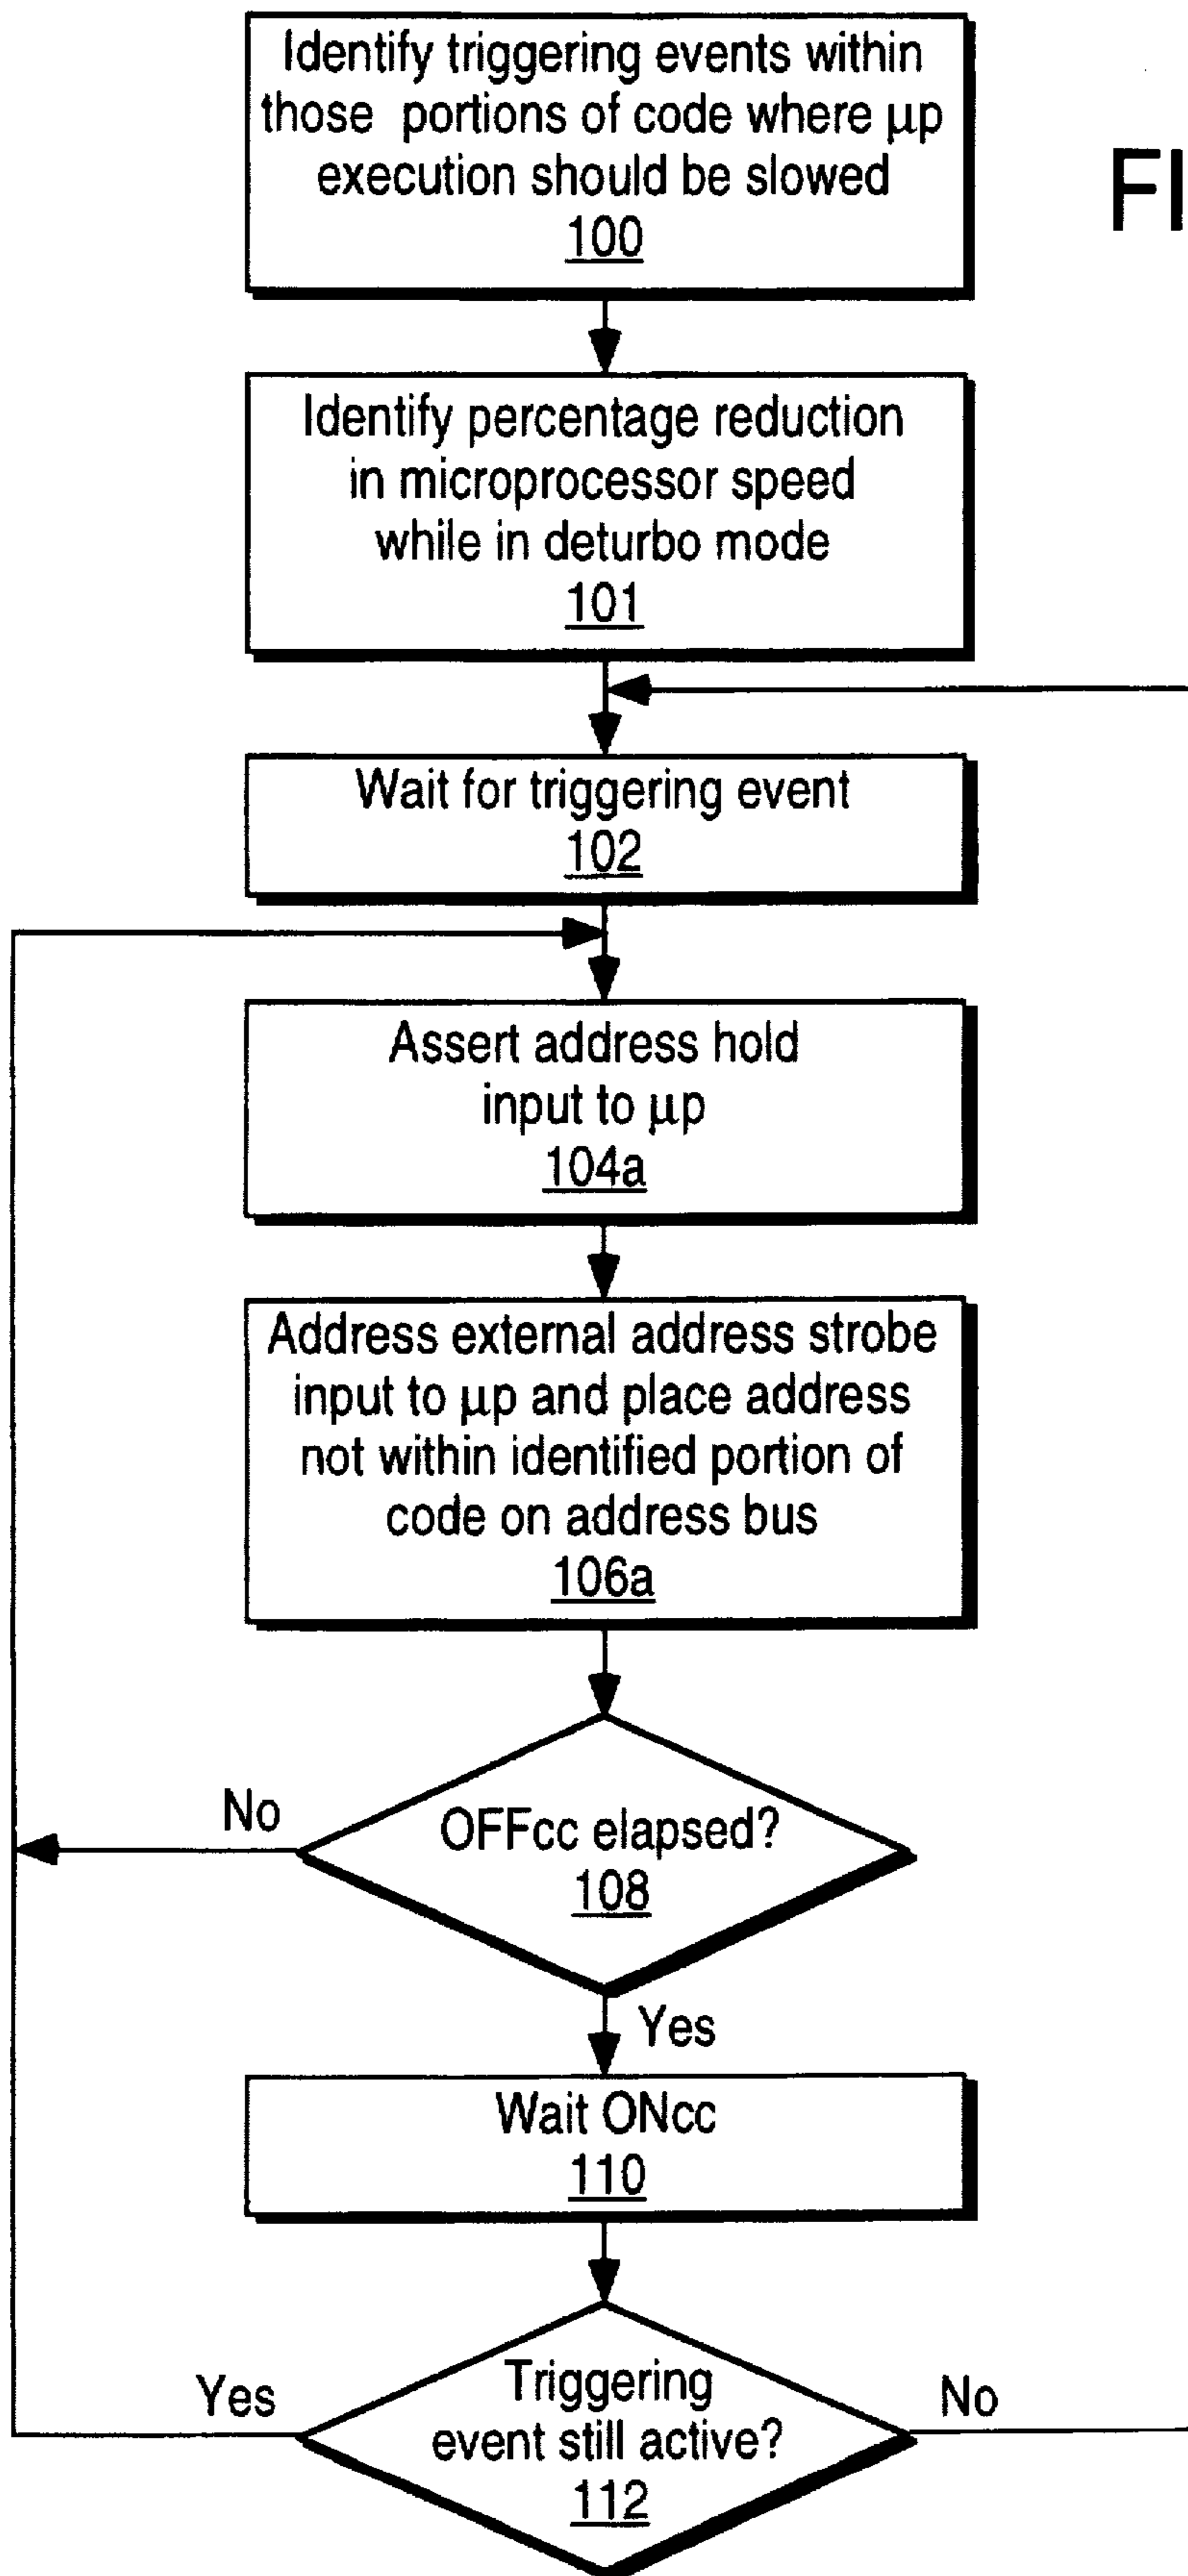 Identify triggering events within
those portions of code where μp
execution should be slowed
100
FI
Identify percentage reduction
in microprocessor speed
while in deturbo mode
101
Wait for triggering event
102
Assert address hold
input to μp
104a
Address external address strobe
input to μp and place address
not within identified portion of
code on address bus
106a
No
OFFcc elapsed?
108
Yes
Wait ONcc
110
Yes
Triggering
event still active?
112
No